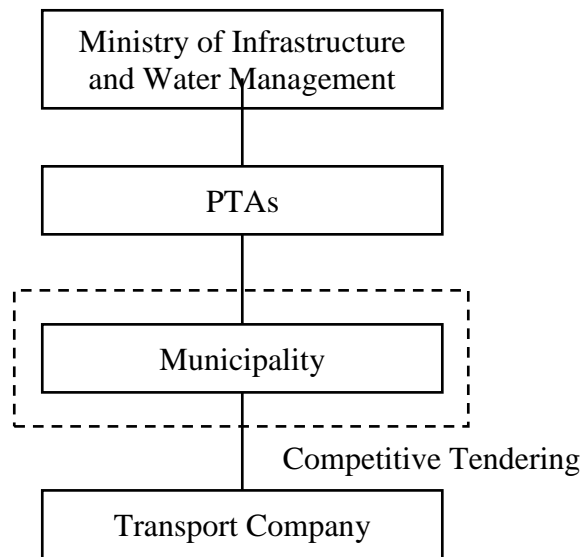 Ministry of Infrastructure
and Water Management
PTAs
Municipality
Competitive Tendering
Transport Company